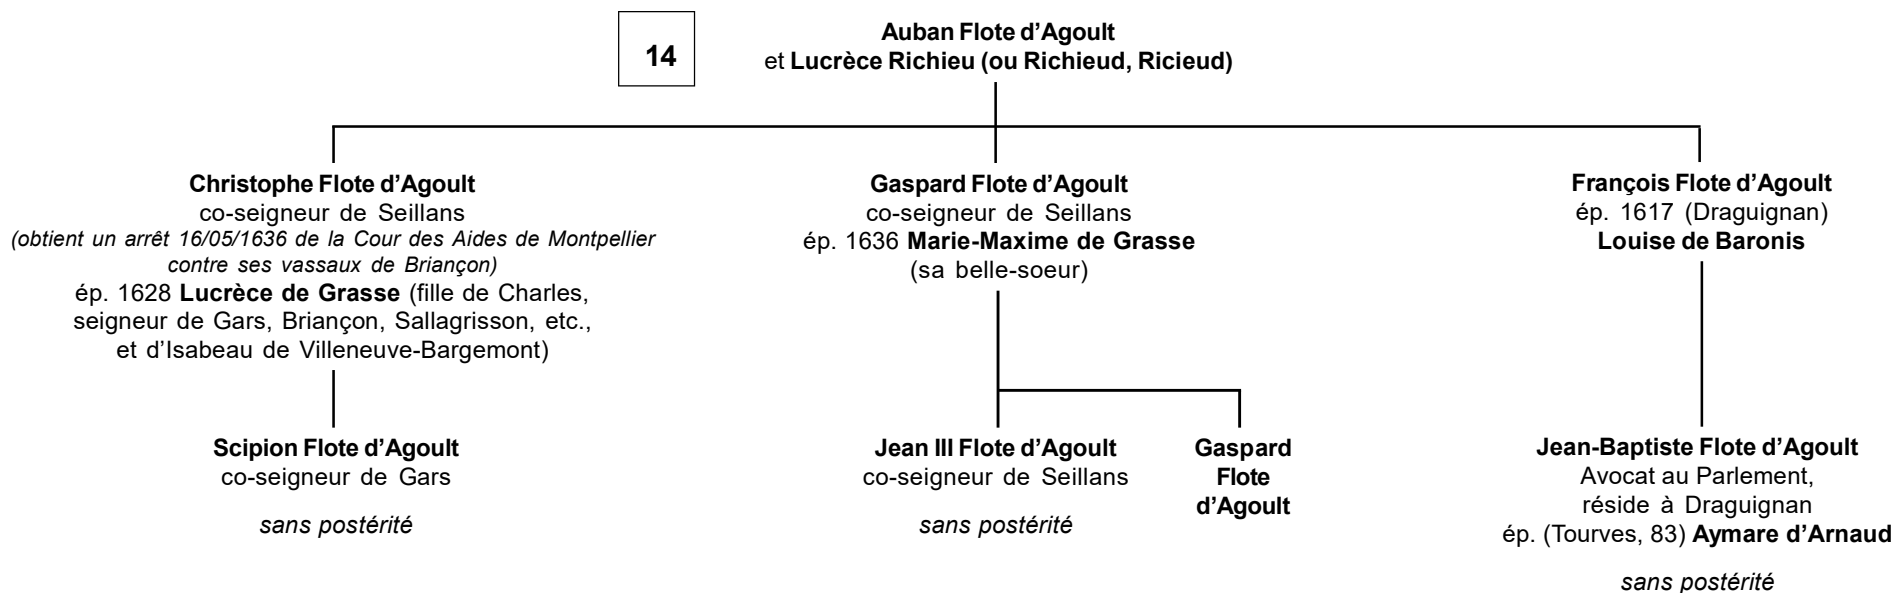 14
Auban Flote d’Agoult
et Lucrèce Richieu (ou Richieud, Ricieud)
Christophe Flote d’Agoult
co-seigneur de Seillans
(obtient un arrêt 16/05/1636 de la Cour des Aides de Montpellier
contre ses vassaux de Briançon)
ép. 1628 Lucrèce de Grasse (fille de Charles,
seigneur de Gars, Briançon, Sallagrisson, etc.,
et d’Isabeau de Villeneuve-Bargemont)
Gaspard Flote d’Agoult
co-seigneur de Seillans
ép. 1636 Marie-Maxime de Grasse
(sa belle-soeur)
François Flote d’Agoult
ép. 1617 (Draguignan)
Louise de Baronis
Scipion Flote d’Agoult
co-seigneur de Gars
sans postérité
Jean III Flote d’Agoult
co-seigneur de Seillans
sans postérité
Gaspard
Flote
d’Agoult
Jean-Baptiste Flote d’Agoult
Avocat au Parlement,
réside à Draguignan
ép. (Tourves, 83) Aymare d’Arnaud
sans postérité